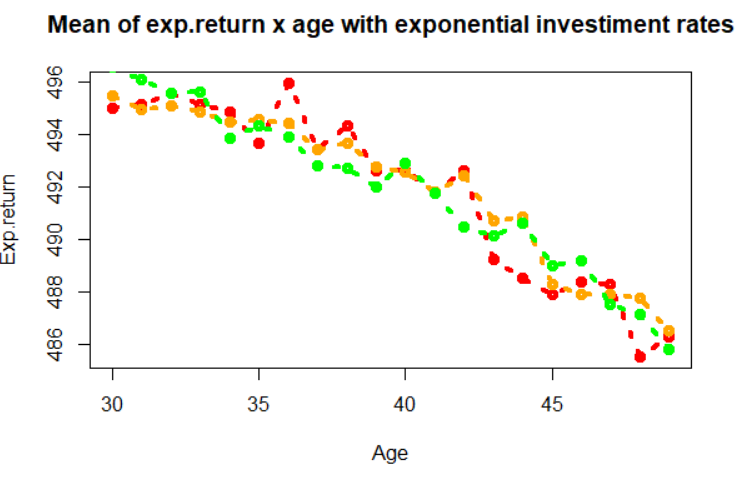 Mean of exp.return x age with exponential investiment rates
Exp.return
496
494
492
490
488
486
30 35 40 45
Age